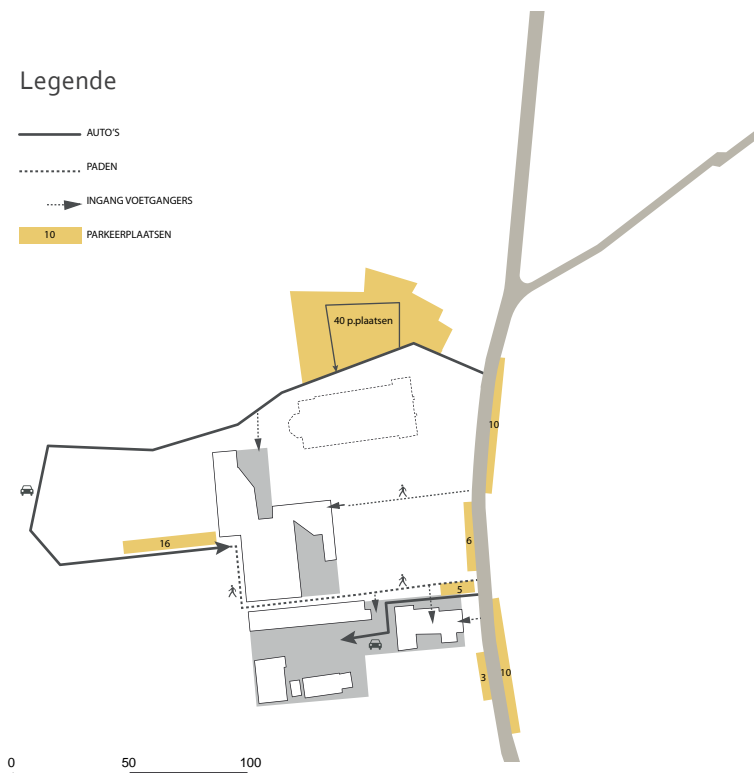 Legende
AUTO'S
PADEN
INGANG VOETGANGERS
10 PARKEERPLAATSEN
40 p.plaatsen
10
6
16
5
3
10
0 50 100